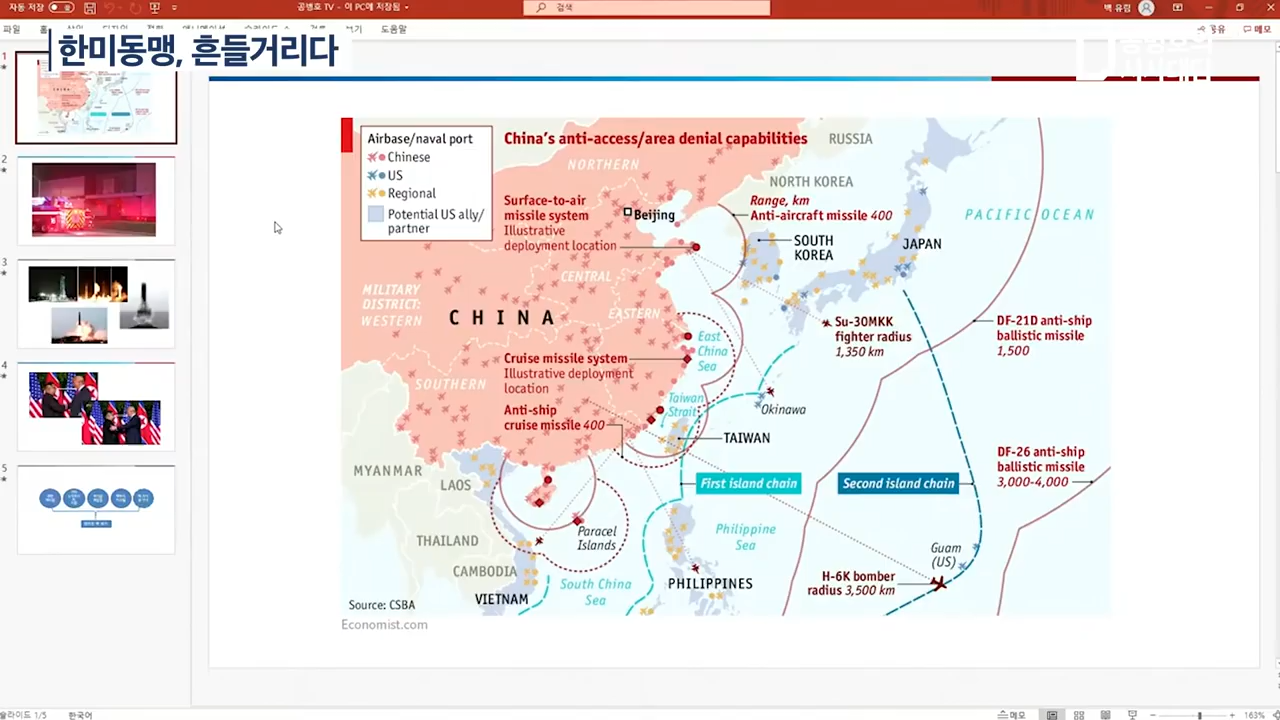 자동 저장
공병호 TV - 이 PC에 저장됨
검색
백 유림
파일
보기
도움말
공유
메모
한미동맹, 흔들거리다
1
2
3
4
5
Airbase/naval port
Chinese
US
Regional
Potential US ally/
partner
China's anti-access/area denial capabilities
RUSSIA
NORTHERN
NORTH KOREA
Surface-to-air
missile system
Illustrative
deployment location
Beijing
Range, km
Anti-aircraft missile 400
PACIFIC OCEAN
SOUTH
KOREA
JAPAN
CENTRAL
MILITARY
DISTRICT:
WESTERN
CHINA
EASTERN
Su-30MKK
fighter radius
1,350 km
DF-21D anti-ship
ballistic missile
1,500
East
China
Sea
Cruise missile system
Illustrative deployment
location
SOUTHERN
Taiwan
Strait
Okinawa
Anti-ship
cruise missile 400
TAIWAN
DF-26 anti-ship
ballistic missile
3,000-4,000
MYANMAR
LAOS
First island chain
Second island chain
Paracel
Islands
Philippine
Sea
THAILAND
Guam
(US)
CAMBODIA
South China
Sea
PHILIPPINES
H-6K bomber
radius 3,500 km
VIETNAM
Source: CSBA
Economist.com
슬라이드 1/5
한국어
메모
163%